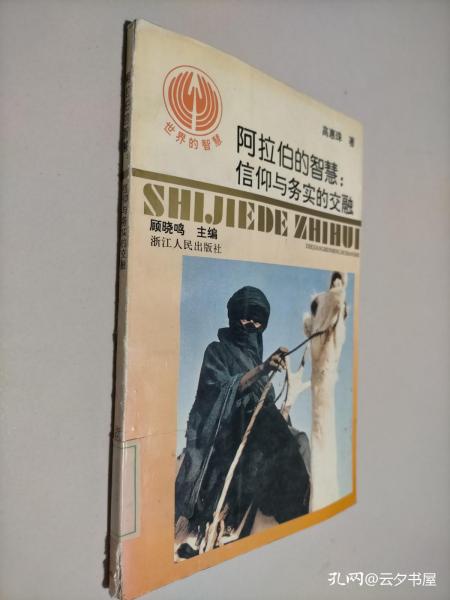 世界的智慧
高惠珠 著
阿拉伯的智慧：
信仰与务实的交融
SHIJIEDE ZHIHUI
顾晓鸣 主编
浙江人民出版社
孔网@云夕书屋